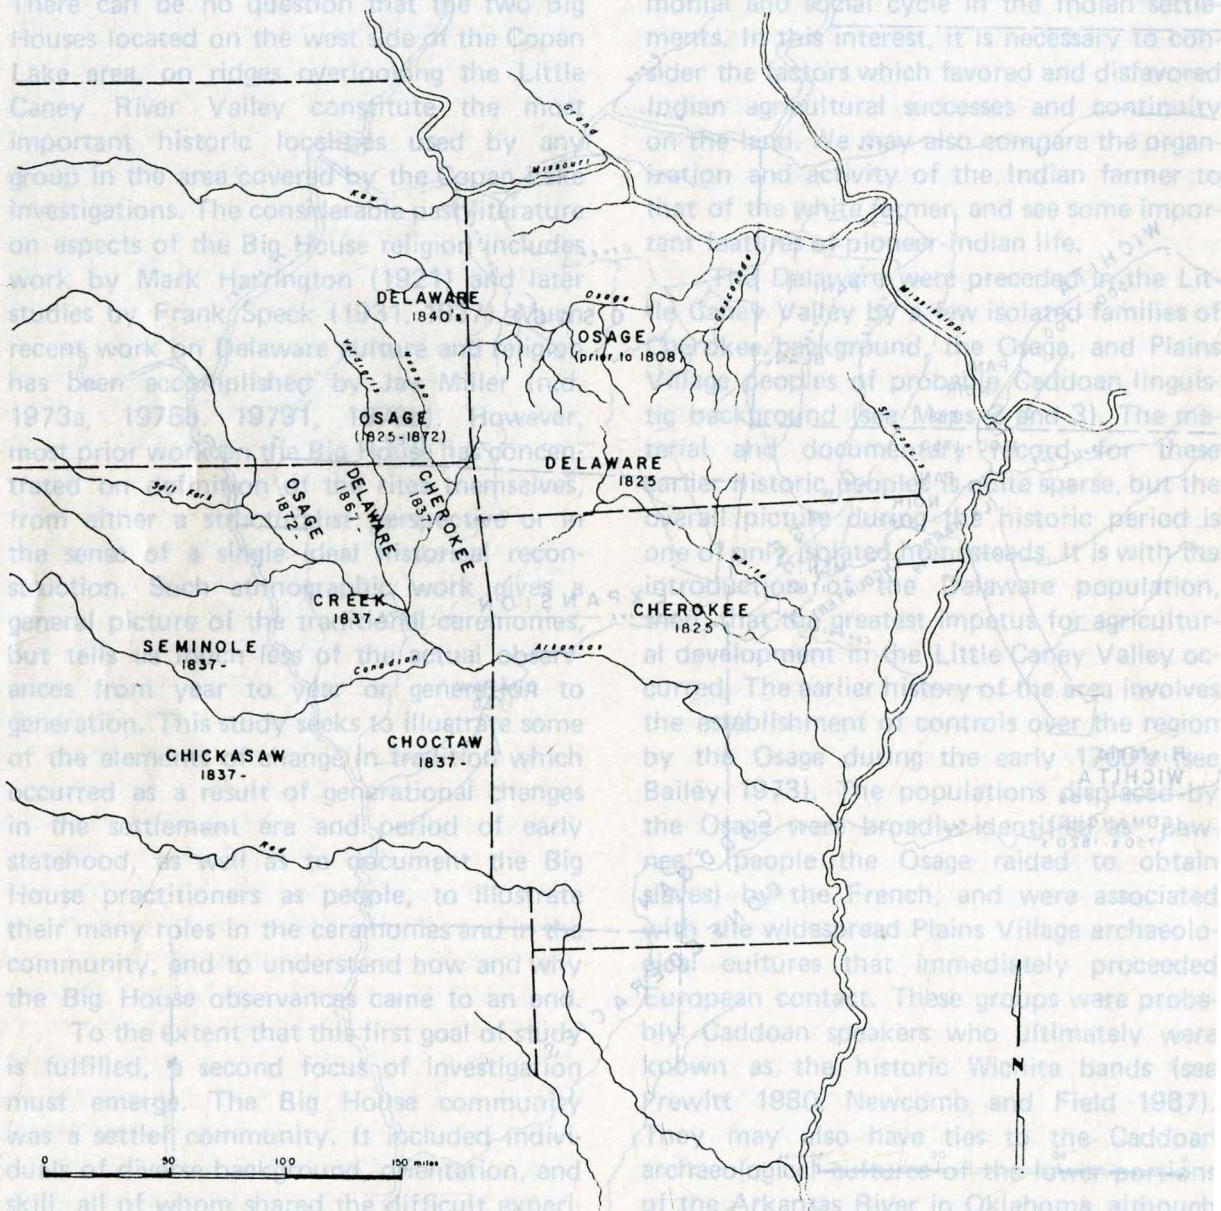 Grand
Missouri
Kaw
DELAWARE
1840's
Osage
OSAGE
(prior to 1808)
Gasconade
Mississippi
Verdigris
Neosho
OSAGE
(1825-1872)
DELAWARE
1825
Salt Fork
OSAGE
1872-
DELAWARE
1867-
CHEROKEE
1837-
White
CREEK
1837-
CHEROKEE
1825
SEMINOLE
1837-
Canadian
Arkansas
CHICKASAW
1837-
CHOCTAW
1837-
Red
N
0 50 100 150 miles
There can be no question that the two Big
Houses located on the west side of the Copan
Lake area, on ridges overlooking the Little
Caney River Valley constitute the most
important historic localities used by any
group in the area covered by the Copan Lake
investigations. The considerable past literature
on aspects of the Big House religion includes
work by Mark Harrington (1921) and later
studies by Frank Speck (1931, Much
recent work on Delaware culture and religion
has been accomplished by Jay Miller (n.d.
1973a, 1976b, However,
most prior work on the Big House has concen-
trated on definition of the rites themselves,
from either a structuralist perspective or in
the sense of a single ideal historical recon-
struction. Such ethnographic work gives a
general picture of the traditional ceremonies,
but tells us much less of the actual observ-
ances from year to year or generation to
generation. This study seeks to illustrate some
of the elements of change in tradition which
occurred as a result of generational changes
in the settlement era and period of early
statehood, as well as to document the Big
House practitioners as people, to illustrate
their many roles in the ceremonies and in the
community, and to understand how and why
the Big House observances came to an end.
To the extent that this first goal of study
is fulfilled, a second focus of investigation
must emerge. The Big House community
was a settler community. It included indivi-
duals of diverse background, orientation, and
skill, all of whom shared the difficult experi-
monial and social cycle in the Indian settle-
ments. In this interest, it is necessary to con-
sider the factors which favored and disfavored
Indian agricultural successes and continuity
on the land. We may also compare the organ-
ization and activity of the Indian farmer to
that of the white farmer, and see some impor-
tant features of pioneer Indian life.
The Delaware were preceded in the Lit-
tle Caney Valley by a few isolated families of
Cherokee background, the Osage, and Plains
Village peoples of probable Caddoan linguis-
tic background (see Maps 2 and 3). The ma-
terial and documentary record for these
earlier historic peoples is quite sparse, but the
overall picture during the historic period is
one of only isolated homesteads. It is with the
introduction of the Delaware population,
that the greatest impetus for agricultur-
al development in the Little Caney Valley oc-
curred. The earlier history of the area involves
the establishment of controls over the region
by the Osage during the early 1700's (see
Bailey 1973). The populations displaced by
the Osage were broadly identified as "paw-
nee" (people the Osage raided to obtain
slaves) by the French, and were associated
with the widespread Plains Village archaeolo-
gical cultures that immediately proceeded
European contact. These groups were proba-
bly Caddoan speakers who ultimately were
known as the historic Wichita bands (see
Prewitt 1980, Newcomb and Field 1967).
They may also have ties to the Caddoan
archaeological cultures of the lower portions
of the Arkansas River in Oklahoma, although